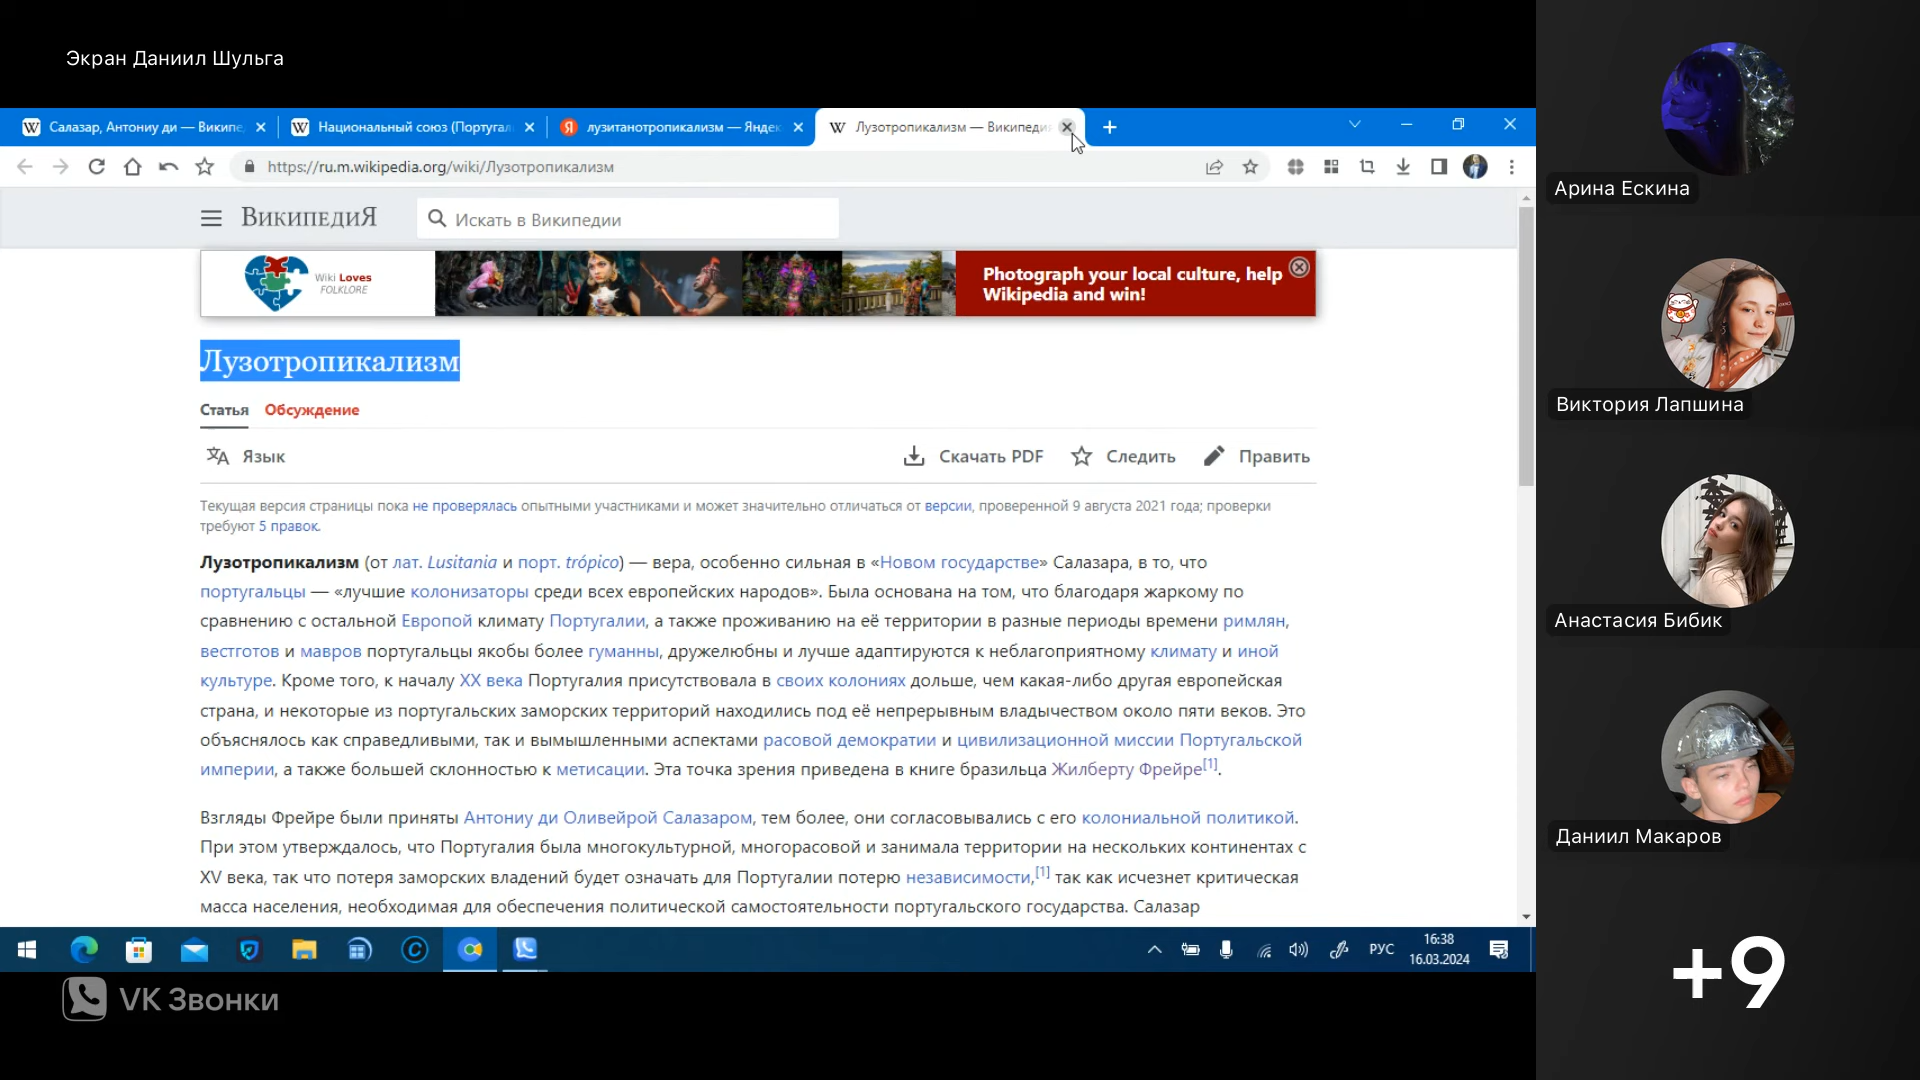 Экран Даниил Шульга
Салазар, Антониу ди — Википе
Национальный союз (Португал
лузитанотропикализм — Яндек
Лузотропикализм — Википеди
https://ru.m.wikipedia.org/wiki/Лузотропикализм
ВикипедиЯ
Искать в Википедии
Wiki Loves
FOLKLORE
Photograph your local culture, help
Wikipedia and win!
Лузотропикализм
Статья Обсуждение
Язык
Скачать PDF
Следить
Править
Текущая версия страницы пока не проверялась опытными участниками и может значительно отличаться от версии, проверенной 9 августа 2021 года; проверки
требуют 5 правок.
Лузотропикализм (от лат. Lusitania и порт. trópico) — вера, особенно сильная в «Новом государстве» Салазара, в то, что
португальцы — «лучшие колонизаторы среди всех европейских народов». Была основана на том, что благодаря жаркому по
сравнению с остальной Европой климату Португалии, а также проживанию на её территории в разные периоды времени римлян,
вестготов и мавров португальцы якобы более гуманны, дружелюбны и лучше адаптируются к неблагоприятному климату и иной
культуре. Кроме того, к началу XX века Португалия присутствовала в своих колониях дольше, чем какая-либо другая европейская
страна, и некоторые из португальских заморских территорий находились под её непрерывным владычеством около пяти веков. Это
объяснялось как справедливыми, так и вымышленными аспектами расовой демократии и цивилизационной миссии Португальской
империи, а также большей склонностью к метисации. Эта точка зрения приведена в книге бразильца Жилберту Фрейре[1].
Взгляды Фрейре были приняты Антониу ди Оливейрой Салазаром, тем более, они согласовывались с его колониальной политикой.
При этом утверждалось, что Португалия была многокультурной, многорасовой и занимала территории на нескольких континентах с
XV века, так что потеря заморских владений будет означать для Португалии потерю независимости,[1] так как исчезнет критическая
масса населения, необходимая для обеспечения политической самостоятельности португальского государства. Салазар
РУС
16:38
16.03.2024
VK Звонки
Арина Ескина
Виктория Лапшина
Анастасия Бибик
Даниил Макаров
+9